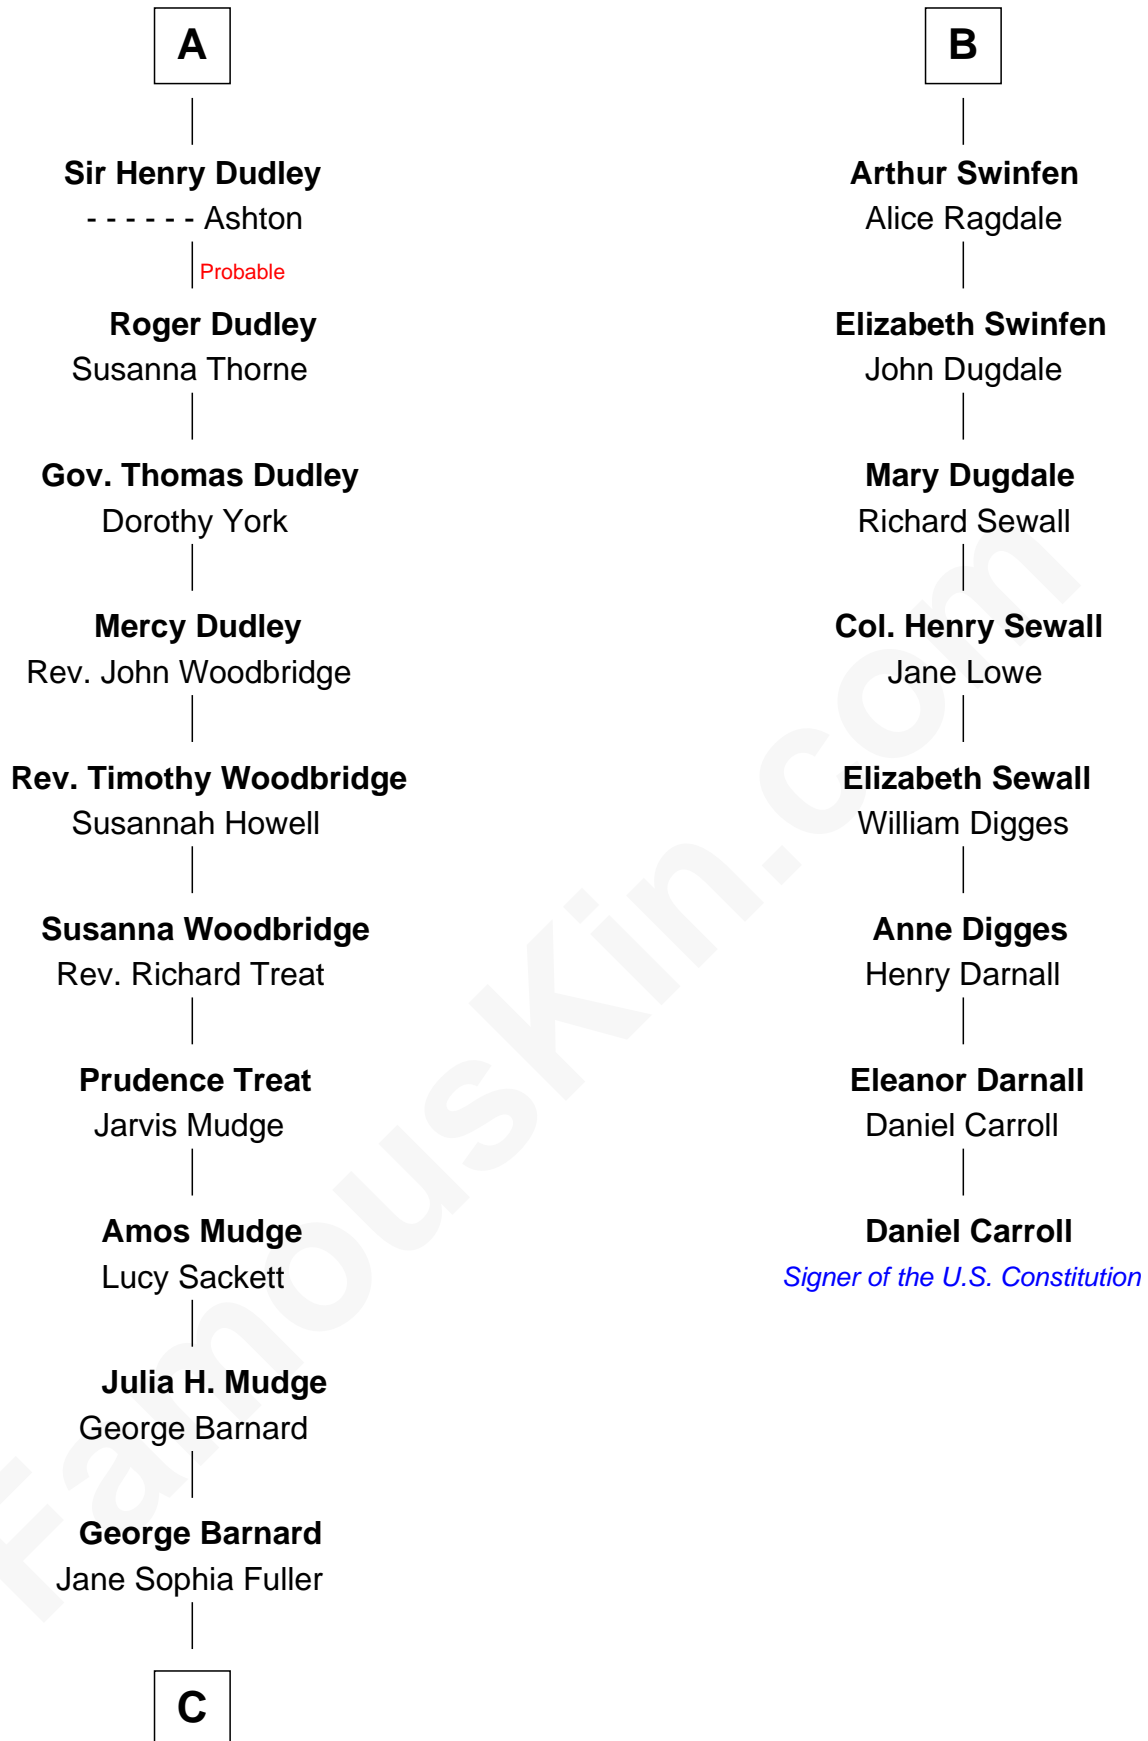 A
Sir Henry Dudley
- - - - - - Ashton
Probable
Roger Dudley
Susanna Thorne
Gov. Thomas Dudley
Dorothy York
Mercy Dudley
Rev. John Woodbridge
Rev. Timothy Woodbridge
Susannah Howell
Susanna Woodbridge
Rev. Richard Treat
Prudence Treat
Jarvis Mudge
Amos Mudge
Lucy Sackett
Julia H. Mudge
George Barnard
George Barnard
Jane Sophia Fuller
C
B
Arthur Swinfen
Alice Ragdale
Elizabeth Swinfen
John Dugdale
Mary Dugdale
Richard Sewall
Col. Henry Sewall
Jane Lowe
Elizabeth Sewall
William Digges
Anne Digges
Henry Darnall
Eleanor Darnall
Daniel Carroll
Daniel Carroll
Signer of the U.S. Constitution
FamousKin.com